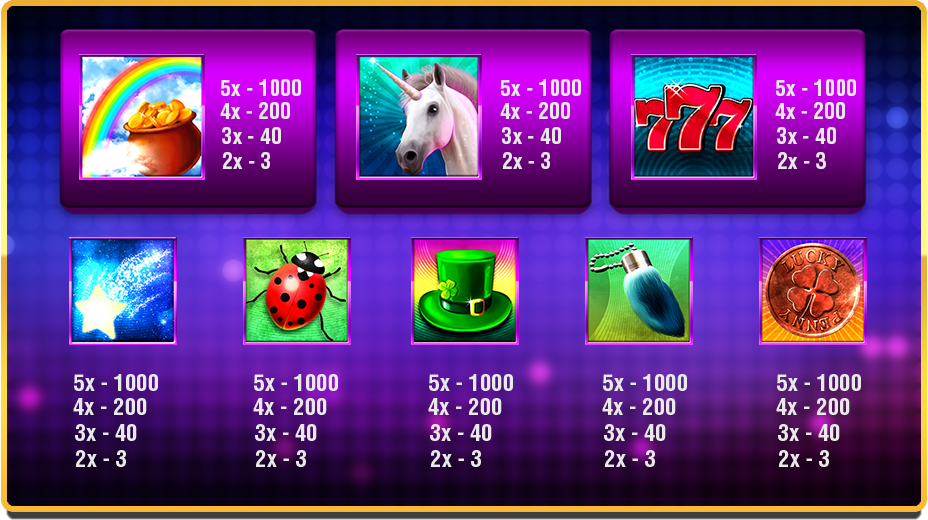 5x - 1000
4x - 200
3x - 40
2x - 3
5x - 1000
4x - 200
3x - 40
2x - 3
777
5x - 1000
4x - 200
3x - 40
2x - 3
LUCKY
PENNY
5x - 1000
4x - 200
3x - 40
2x - 3
5x - 1000
4x - 200
3x - 40
2x - 3
5x - 1000
4x - 200
3x - 40
2x - 3
5x - 1000
4x - 200
3x - 40
2x - 3
5x - 1000
4x - 200
3x - 40
2x - 3